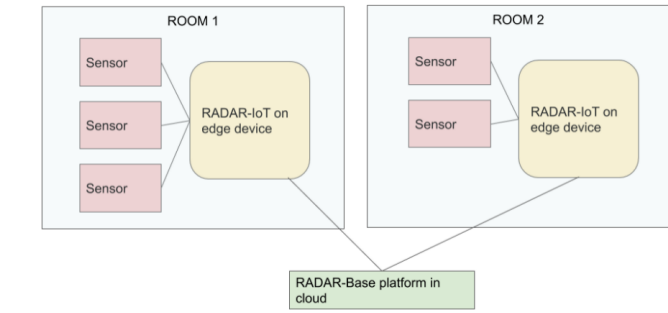 ROOM 1
Sensor
Sensor
Sensor
RADAR-IoT on
edge device
ROOM 2
Sensor
Sensor
RADAR-IoT on
edge device
RADAR-Base platform in
cloud